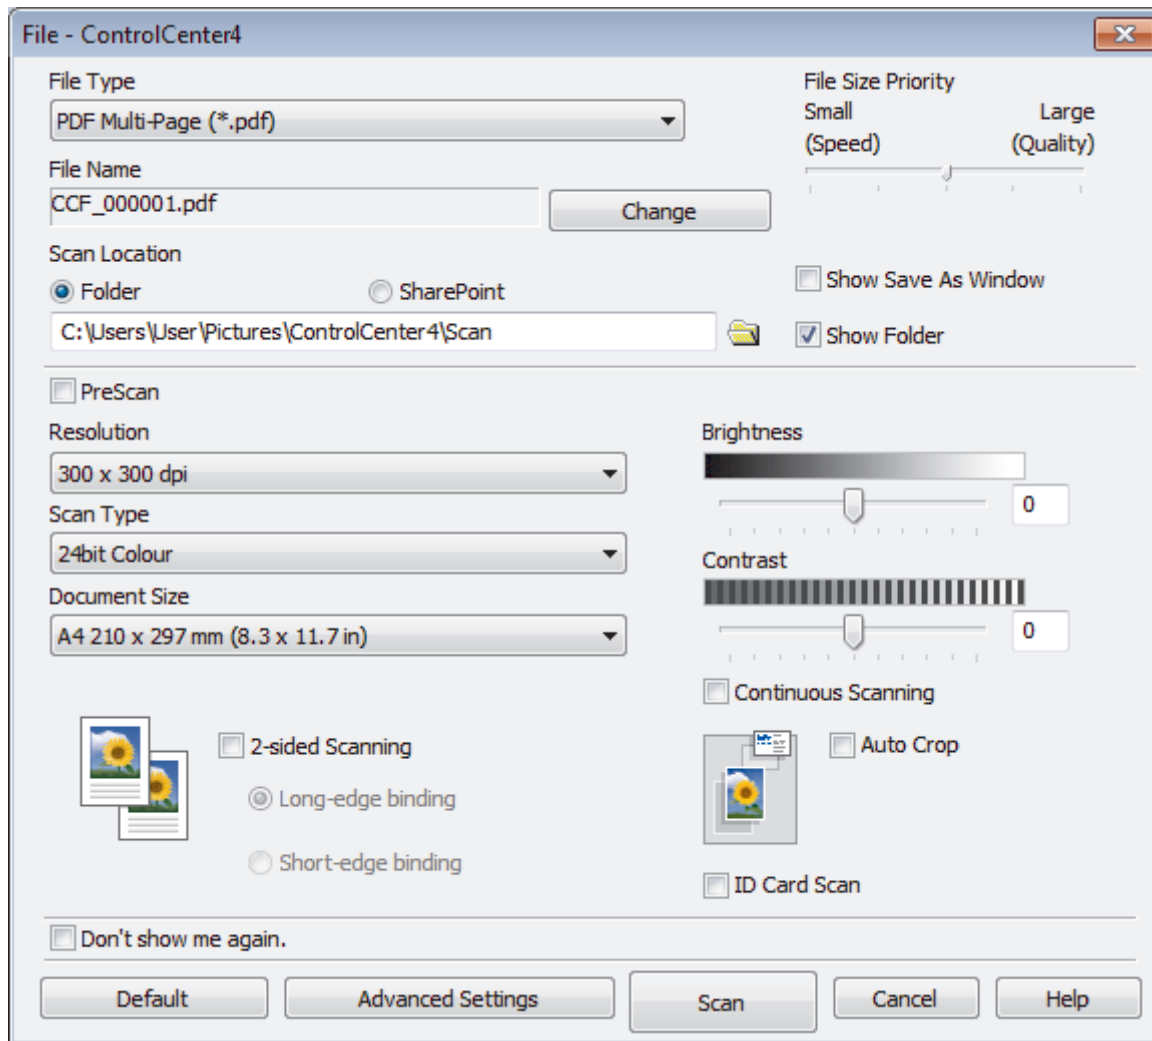 File - ControlCenter4
File Type
PDF Multi-Page (*.pdf)
File Size Priority
Small Large
(Speed) (Quality)
File Name
CCF_000001.pdf
Change
Scan Location
Folder SharePoint
C:\Users\User\Pictures\ControlCenter4\Scan
Show Save As Window
Show Folder
PreScan
Resolution
300 x 300 dpi
Scan Type
24bit Colour
Document Size
A4 210 x 297 mm (8.3 x 11.7 in)
Brightness
0
Contrast
0
Continuous Scanning
2-sided Scanning
Long-edge binding
Short-edge binding
Auto Crop
ID Card Scan
Don't show me again.
Default Advanced Settings Scan Cancel Help